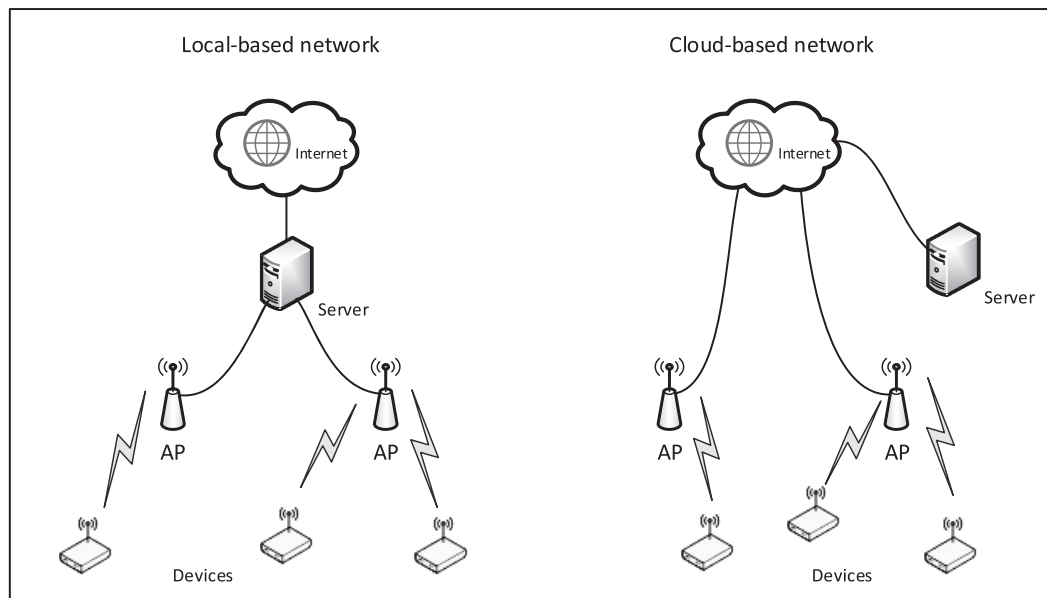 Local-based network
Internet
Server
AP
AP
Devices
Cloud-based network
Internet
Server
AP
AP
Devices